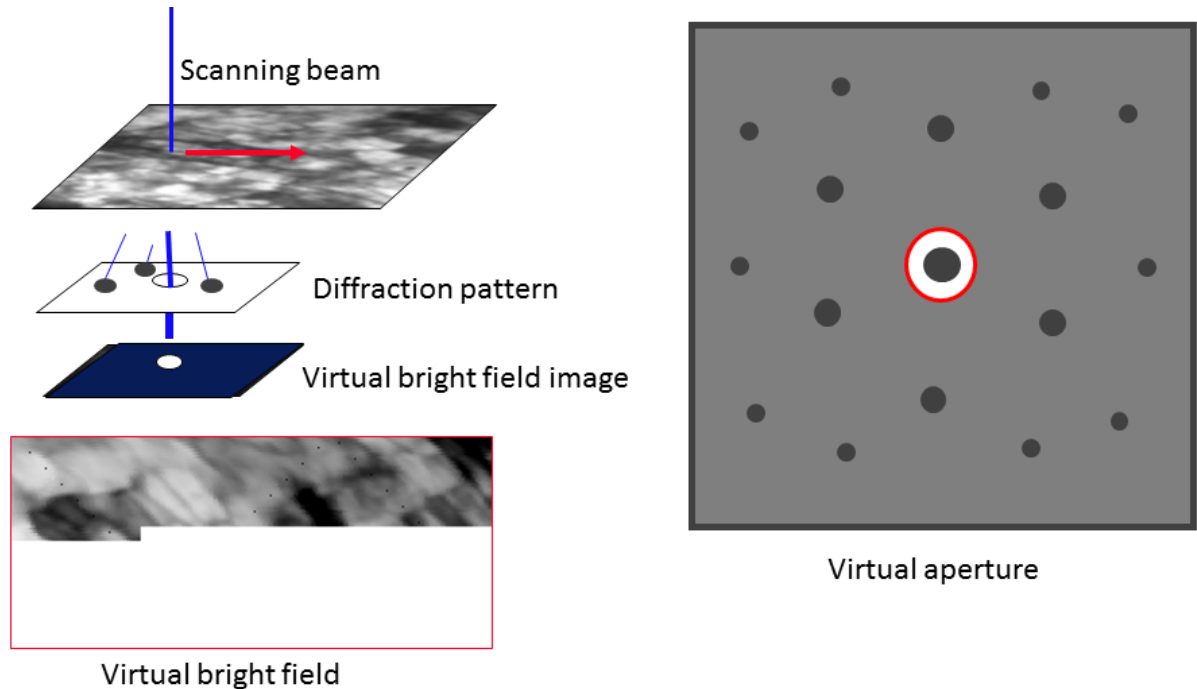 Scanning beam
Diffraction pattern
Virtual bright field image
Virtual bright field
Virtual aperture